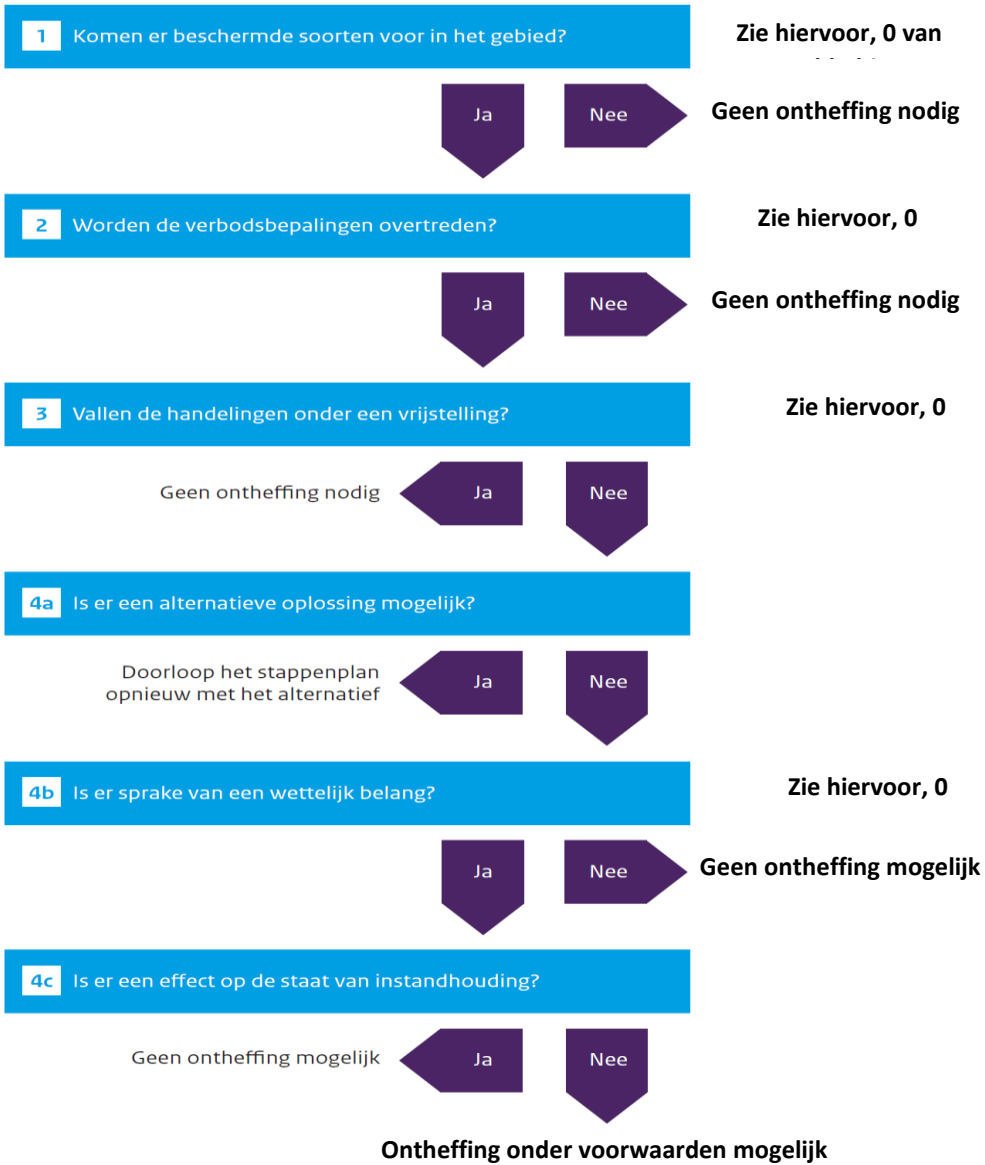 1 Komen er beschermde soorten voor in het gebied?
Zie hiervoor, 0 van
Ja
Nee
Geen ontheffing nodig
2 Worden de verbodsbepalingen overtreden?
Zie hiervoor, 0
Ja
Nee
Geen ontheffing nodig
3 Vallen de handelingen onder een vrijstelling?
Zie hiervoor, 0
Geen ontheffing nodig
Ja
Nee
4a Is er een alternatieve oplossing mogelijk?
Doorloop het stappenplan
opnieuw met het alternatief
Ja
Nee
4b Is er sprake van een wettelijk belang?
Zie hiervoor, 0
Ja
Nee
Geen ontheffing mogelijk
4c Is er een effect op de staat van instandhouding?
Geen ontheffing mogelijk
Ja
Nee
Ontheffing onder voorwaarden mogelijk